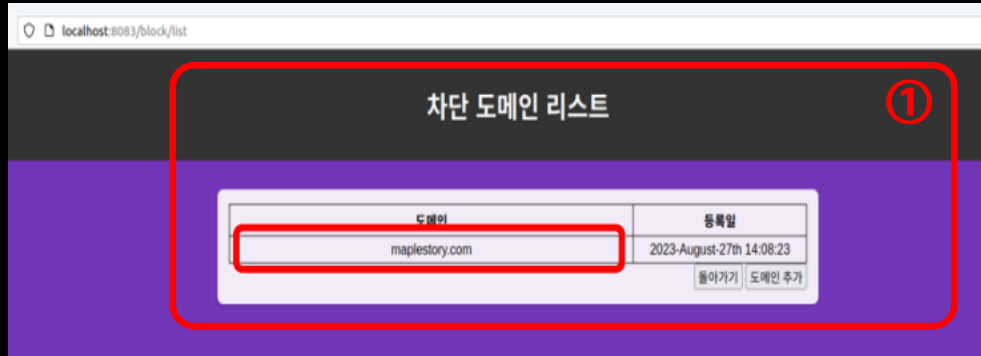 localhost:8083/block/list
차단 도메인 리스트
①
도메인 등록일
maplestory.com 2023-August-27th 14:08:23
돌아가기 도메인 추가